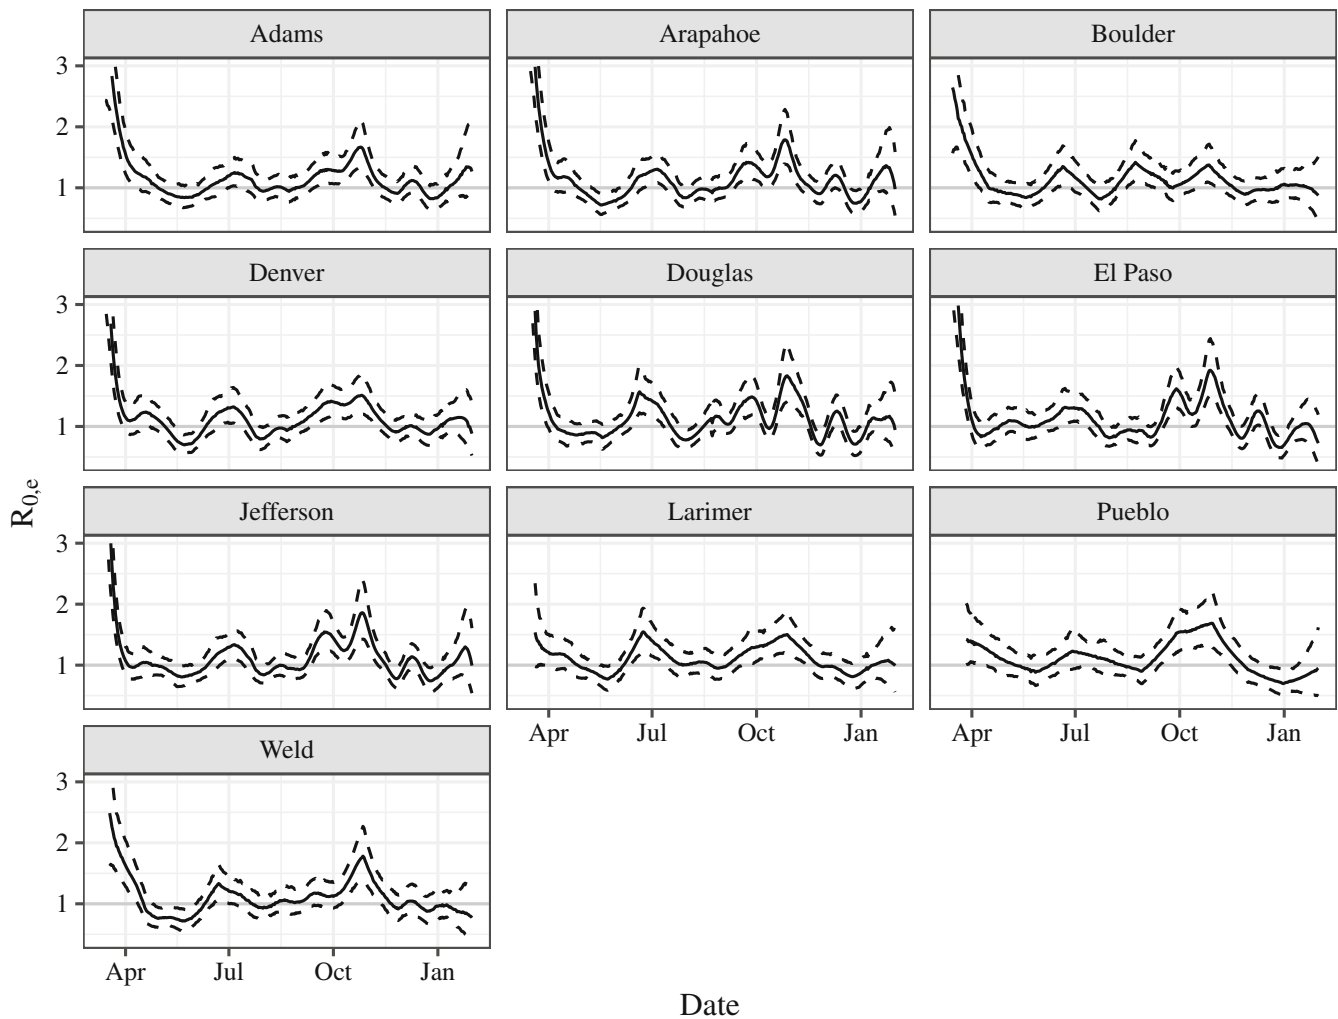 Adams Arapahoe Boulder
3
2
1
Denver Douglas El Paso
3
2
1
R0,e
Jefferson Larimer Pueblo
3
2
1
Apr Jul Oct Jan Apr Jul Oct Jan
Weld
3
2
1
Apr Jul Oct Jan
Date